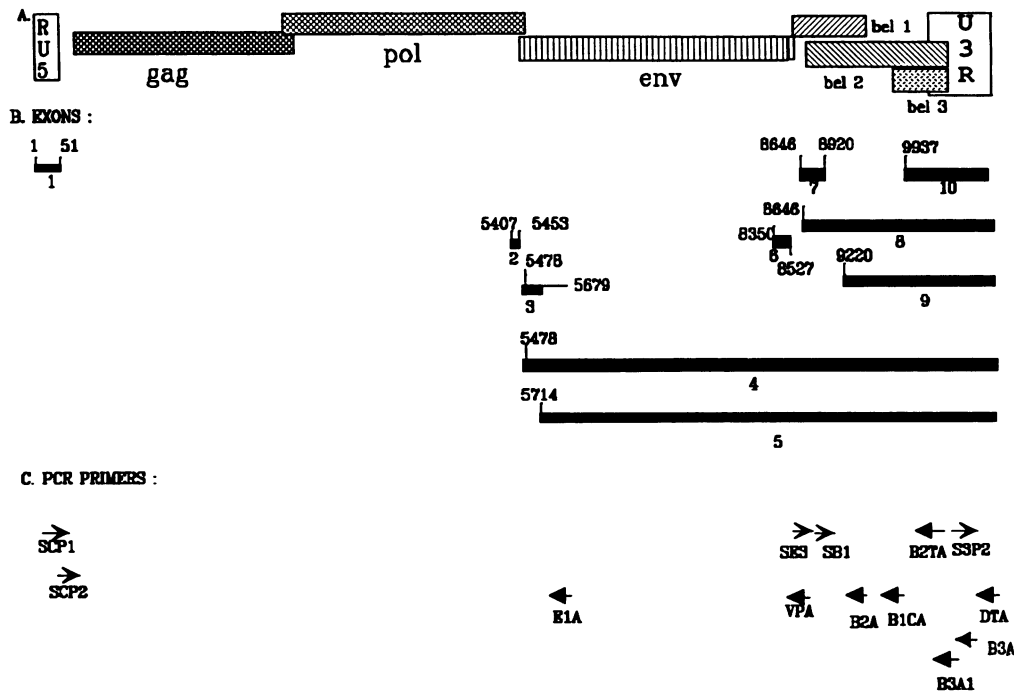 A.
R
U
5
gag
pol
env
bel 1
bel 2
bel 3
U
3
R
B. EXONS :
1 51
1
8646 8920
7
9937
10
5407 5453
2
8350
6
8527
8646
8
5478
5679
3
9220
9
5478
4
5714
5
C. PCR PRIMERS :
SCP1
SE3
SB1
B2TA
S3P2
SCP2
E1A
VPA
B2A
B1CA
DTA
B3A
B3A1